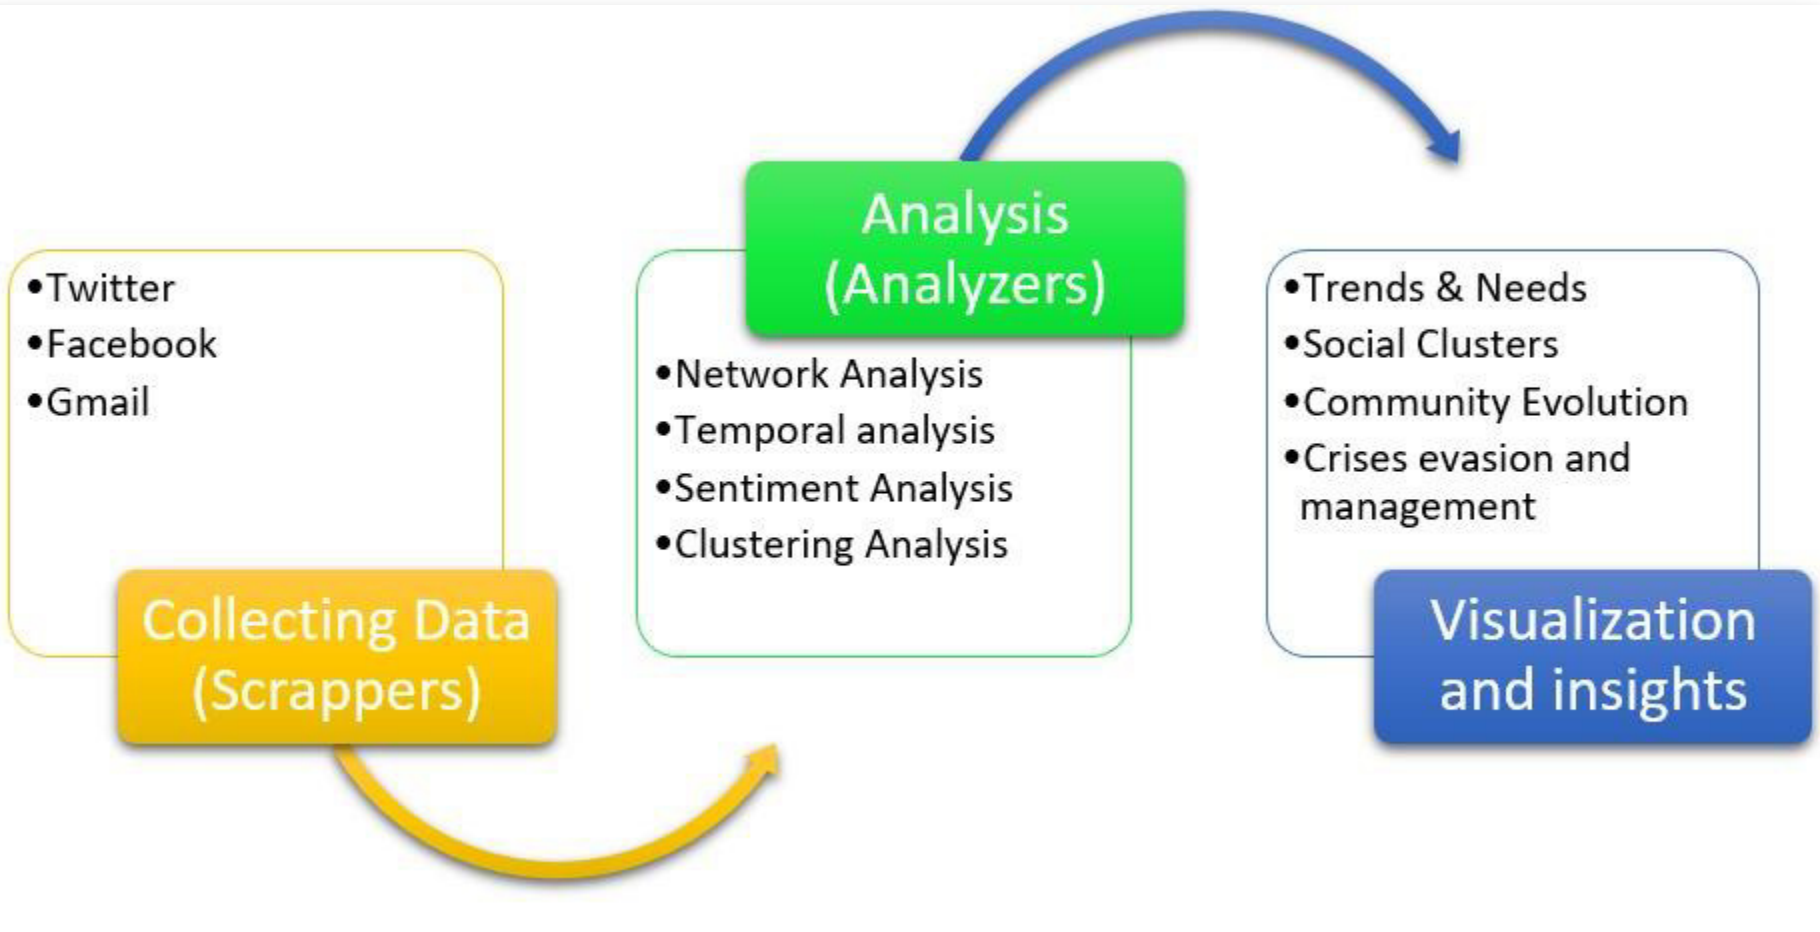 •Twitter
•Facebook
•Gmail
Collecting Data
(Scrappers)
Analysis
(Analyzers)
•Network Analysis
•Temporal analysis
•Sentiment Analysis
•Clustering Analysis
•Trends & Needs
•Social Clusters
•Community Evolution
•Crises evasion and
management
Visualization
and insights